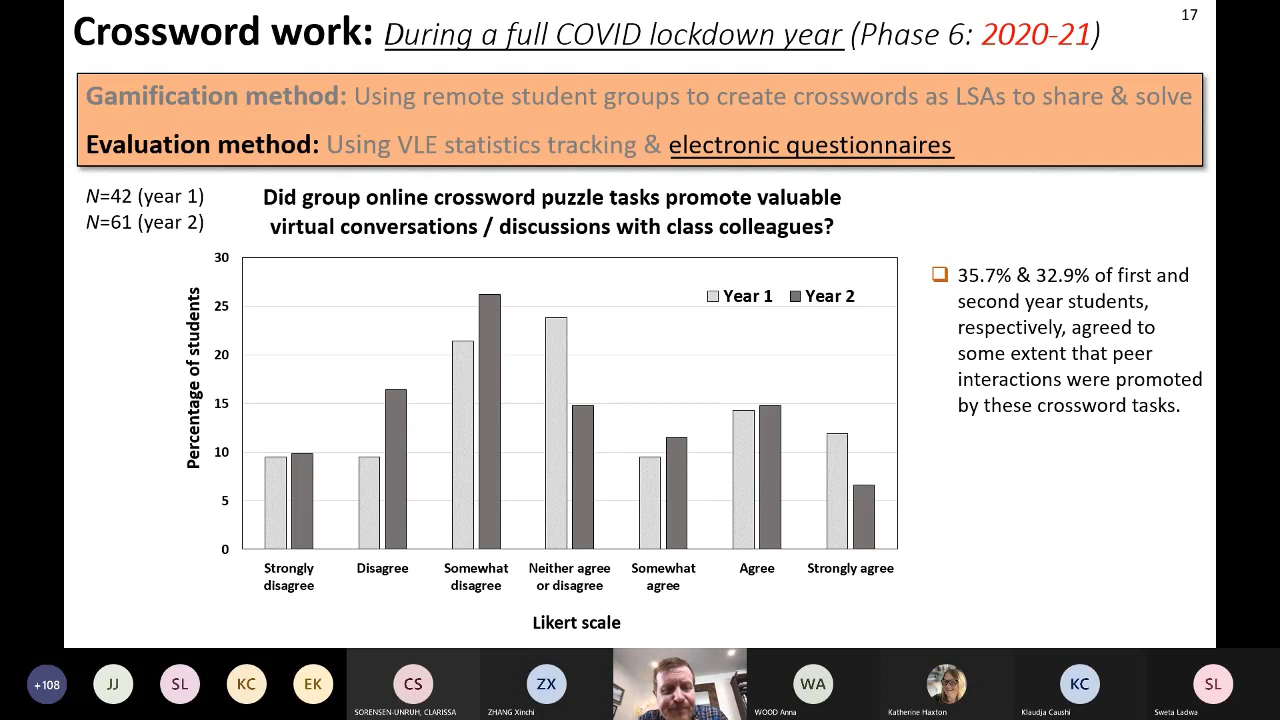 Crossword work: During a full COVID lockdown year (Phase 6: 2020-21)
17
Gamification method: Using remote student groups to create crosswords as LSAs to share & solve
Evaluation method: Using VLE statistics tracking & electronic questionnaires
N=42 (year 1)
N=61 (year 2)
Did group online crossword puzzle tasks promote valuable
virtual conversations / discussions with class colleagues?
30
25
20
15
10
5
0
Percentage of students
Year 1 Year 2
Strongly disagree
Disagree
Somewhat disagree
Neither agree or disagree
Somewhat agree
Agree
Strongly agree
Likert scale
35.7% & 32.9% of first and
second year students,
respectively, agreed to
some extent that peer
interactions were promoted
by these crossword tasks.
+108
JJ
SL
KC
EK
CS
SORENSEN-UNRUH, CLARISSA
ZX
ZHANG Xinchi
WA
WOOD Anna
Katherine Haxton
KC
Klaudja Caushi
SL
Sweta Ladwa